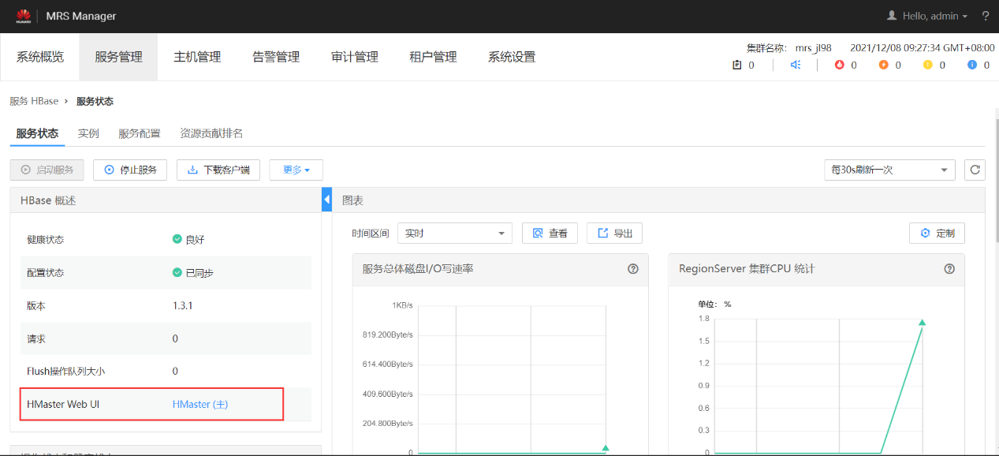 HUAWEI
MRS Manager
Hello, admin
?
系统概览
服务管理
主机管理
告警管理
审计管理
租户管理
系统设置
集群名称: mrs_jl98 2021/12/08 09:27:34 GMT+08:00
0 0 0 0 0
服务 HBase › 服务状态
服务状态
实例
服务配置
资源贡献排名
启动服务
停止服务
下载客户端
更多
每30s刷新一次
HBase 概述
健康状态 良好
配置状态 已同步
版本 1.3.1
请求 0
Flush操作队列大小 0
HMaster Web UI HMaster (主)
图表
时间区间
实时
查看
导出
定制
服务总体磁盘I/O写速率
1KB/s
819.200Byte/s
614.400Byte/s
409.600Byte/s
204.800Byte/s
0
RegionServer 集群CPU 统计
单位: %
1.8
1.5
1.2
0.9
0.6
0.3
0